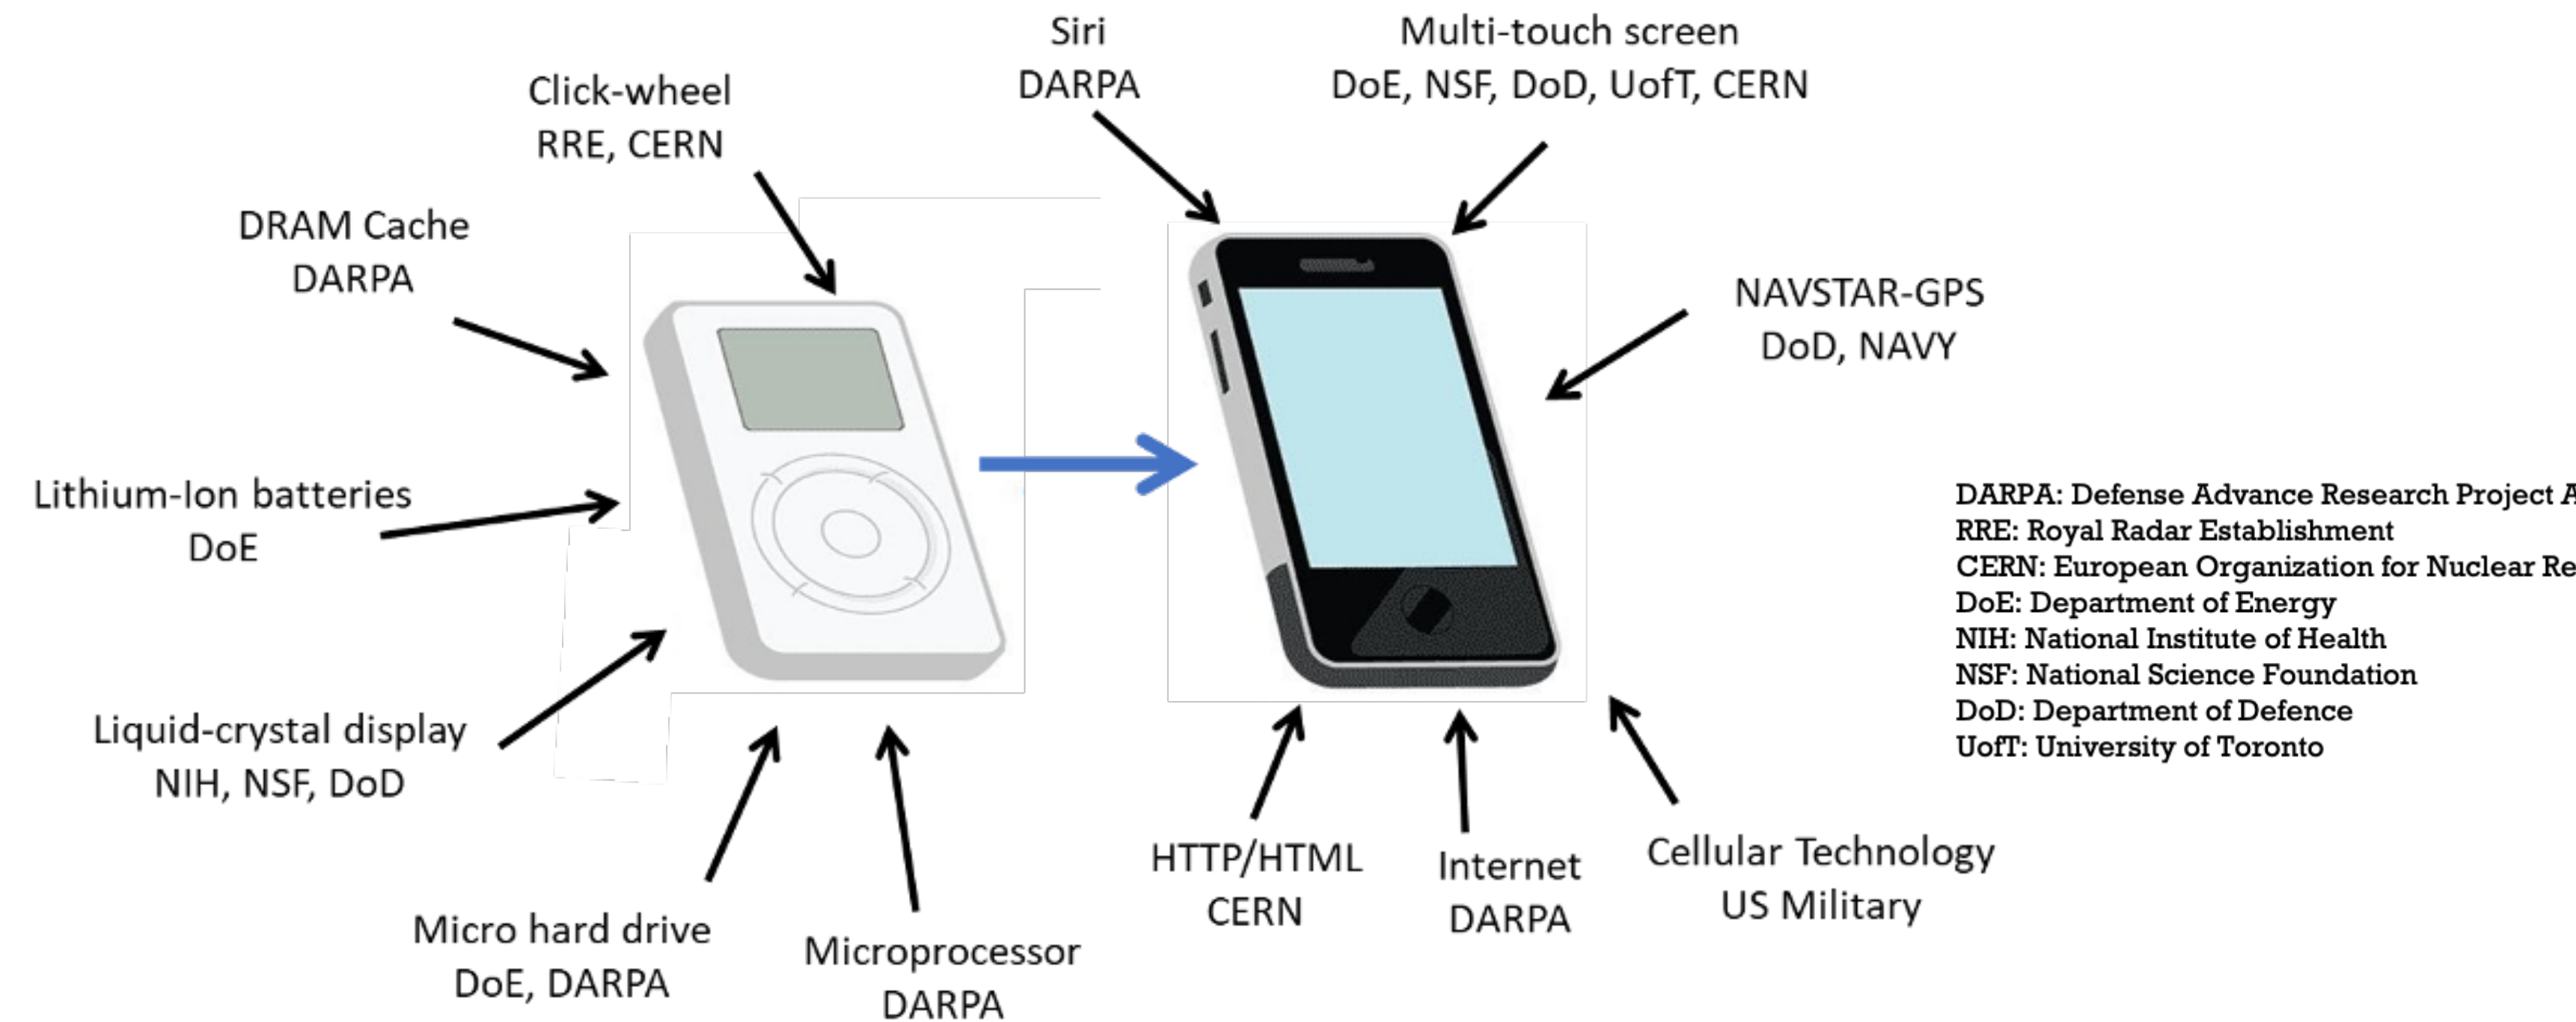 Siri
DARPA
Multi-touch screen
DoE, NSF, DoD, UofT, CERN
Click-wheel
RRE, CERN
DRAM Cache
DARPA
NAVSTAR-GPS
DoD, NAVY
Lithium-Ion batteries
DoE
DARPA: Defense Advance Research Project
RRE: Royal Radar Establishment
CERN: European Organization for Nuclear
DoE: Department of Energy
NIH: National Institute of Health
NSF: National Science Foundation
DoD: Department of Defence
UofT: University of Toronto
Liquid-crystal display
NIH, NSF, DoD
Micro hard drive
DoE, DARPA
Microprocessor
DARPA
HTTP/HTML
CERN
Internet
DARPA
Cellular Technology
US Military